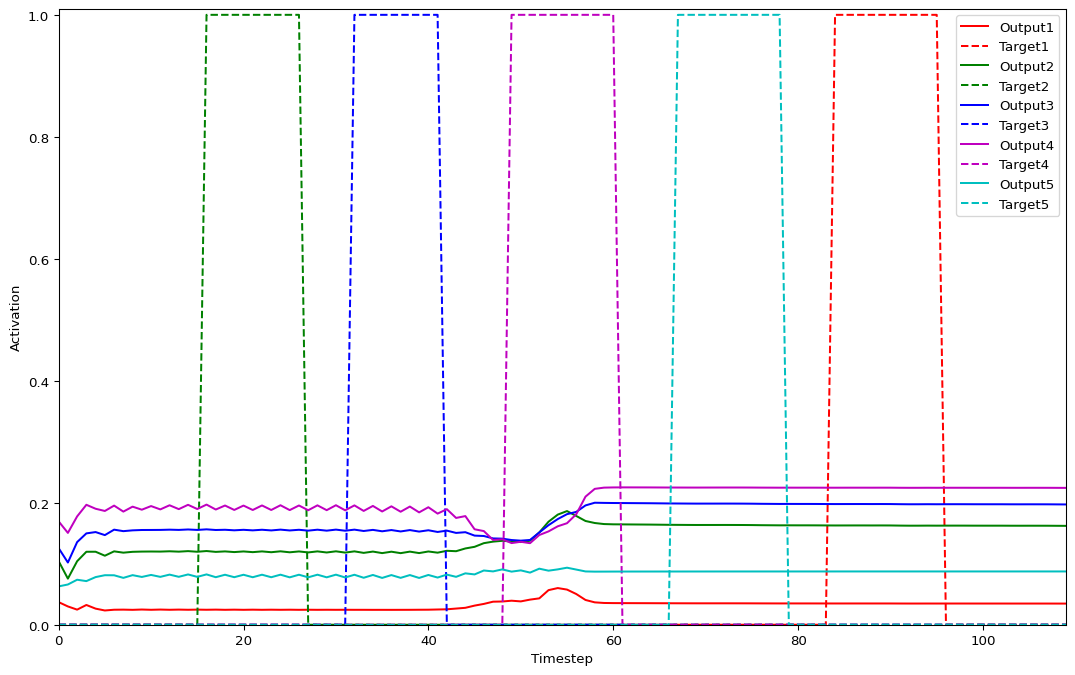 1.0
0.8
0.6
0.4
0.2
0.0
Activation
0
20
40
60
80
100
Timestep
Output1
Target1
Output2
Target2
Output3
Target3
Output4
Target4
Output5
Target5